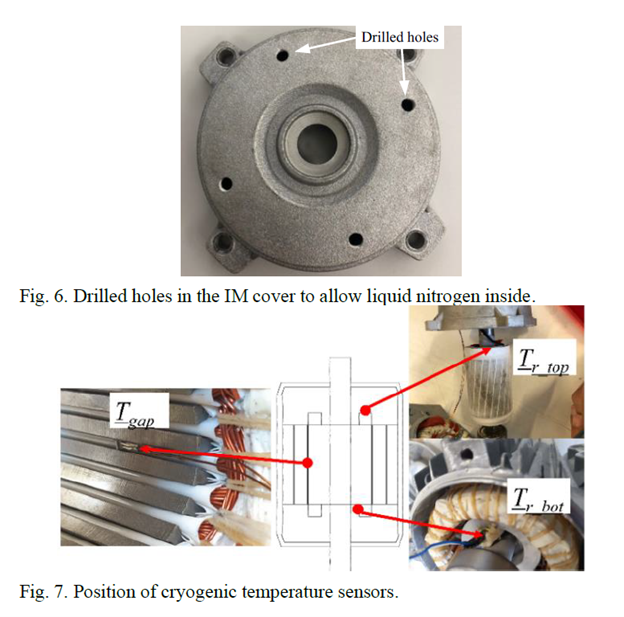 Drilled holes
Fig. 6. Drilled holes in the IM cover to allow liquid nitrogen inside.
T_r_top
T_gap
T_r_bot
Fig. 7. Position of cryogenic temperature sensors.